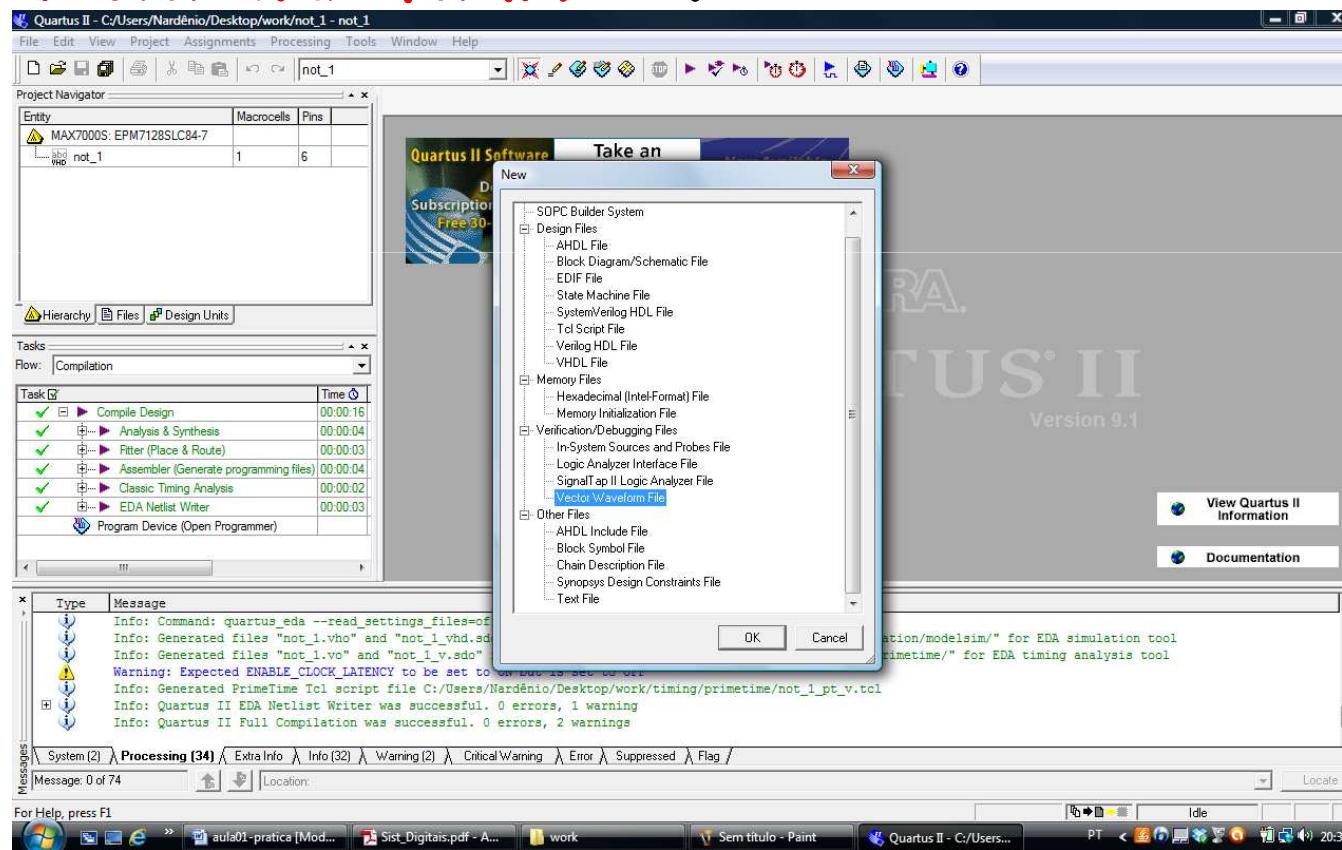 Quartus II - C:/Users/Nardênio/Desktop/work/not_1 - not_1
File Edit View Project Assignments Processing Tools Window Help
not_1
Project Navigator
Entity Macrocells Pins
MAX7000S: EPM7128SLC84-7
abd VHD not_1 1 6
Hierarchy Files Design Units
Tasks
Flow: Compilation
Task Time
Compile Design 00:00:16
Analysis & Synthesis 00:00:04
Fitter (Place & Route) 00:00:03
Assembler (Generate programming files) 00:00:04
Classic Timing Analysis 00:00:02
EDA Netlist Writer 00:00:03
Program Device (Open Programmer)
Quartus II Software
Take an
Subscription
Free 30-
New
SOPC Builder System
Design Files
AHDL File
Block Diagram/Schematic File
EDIF File
State Machine File
SystemVerilog HDL File
Tcl Script File
Verilog HDL File
VHDL File
Memory Files
Hexadecimal (Intel-Format) File
Memory Initialization File
Verification/Debugging Files
In-System Sources and Probes File
Logic Analyzer Interface File
SignalTap II Logic Analyzer File
Vector Waveform File
Other Files
AHDL Include File
Block Symbol File
Chain Description File
Synopsys Design Constraints File
Text File
OK Cancel
RA.
TUS II
Version 9.1
View Quartus II
Information
Documentation
Type Message
Info: Command: quartus_eda --read_settings_files=of
Info: Generated files "not_1.vho" and "not_1_vhd.sd ation/modelsim/" for EDA simulation tool
Info: Generated files "not_1.vo" and "not_1_v.sdo" rimetime/" for EDA timing analysis tool
Warning: Expected ENABLE_CLOCK_LATENCY to be set to ON but is set to OFF
Info: Generated PrimeTime Tcl script file C:/Users/Nardênio/Desktop/work/timing/primetime/not_1_pt_v.tcl
Info: Quartus II EDA Netlist Writer was successful. 0 errors, 1 warning
Info: Quartus II Full Compilation was successful. 0 errors, 2 warnings
System (2) Processing (34) Extra Info Info (32) Warning (2) Critical Warning Error Suppressed Flag
Messages
Message: 0 of 74 Location: Locate
For Help, press F1 Idle
aula01-pratica [Mod... Sist_Digitais.pdf - A... work Sem título - Paint Quartus II - C:/Users... PT 20:3